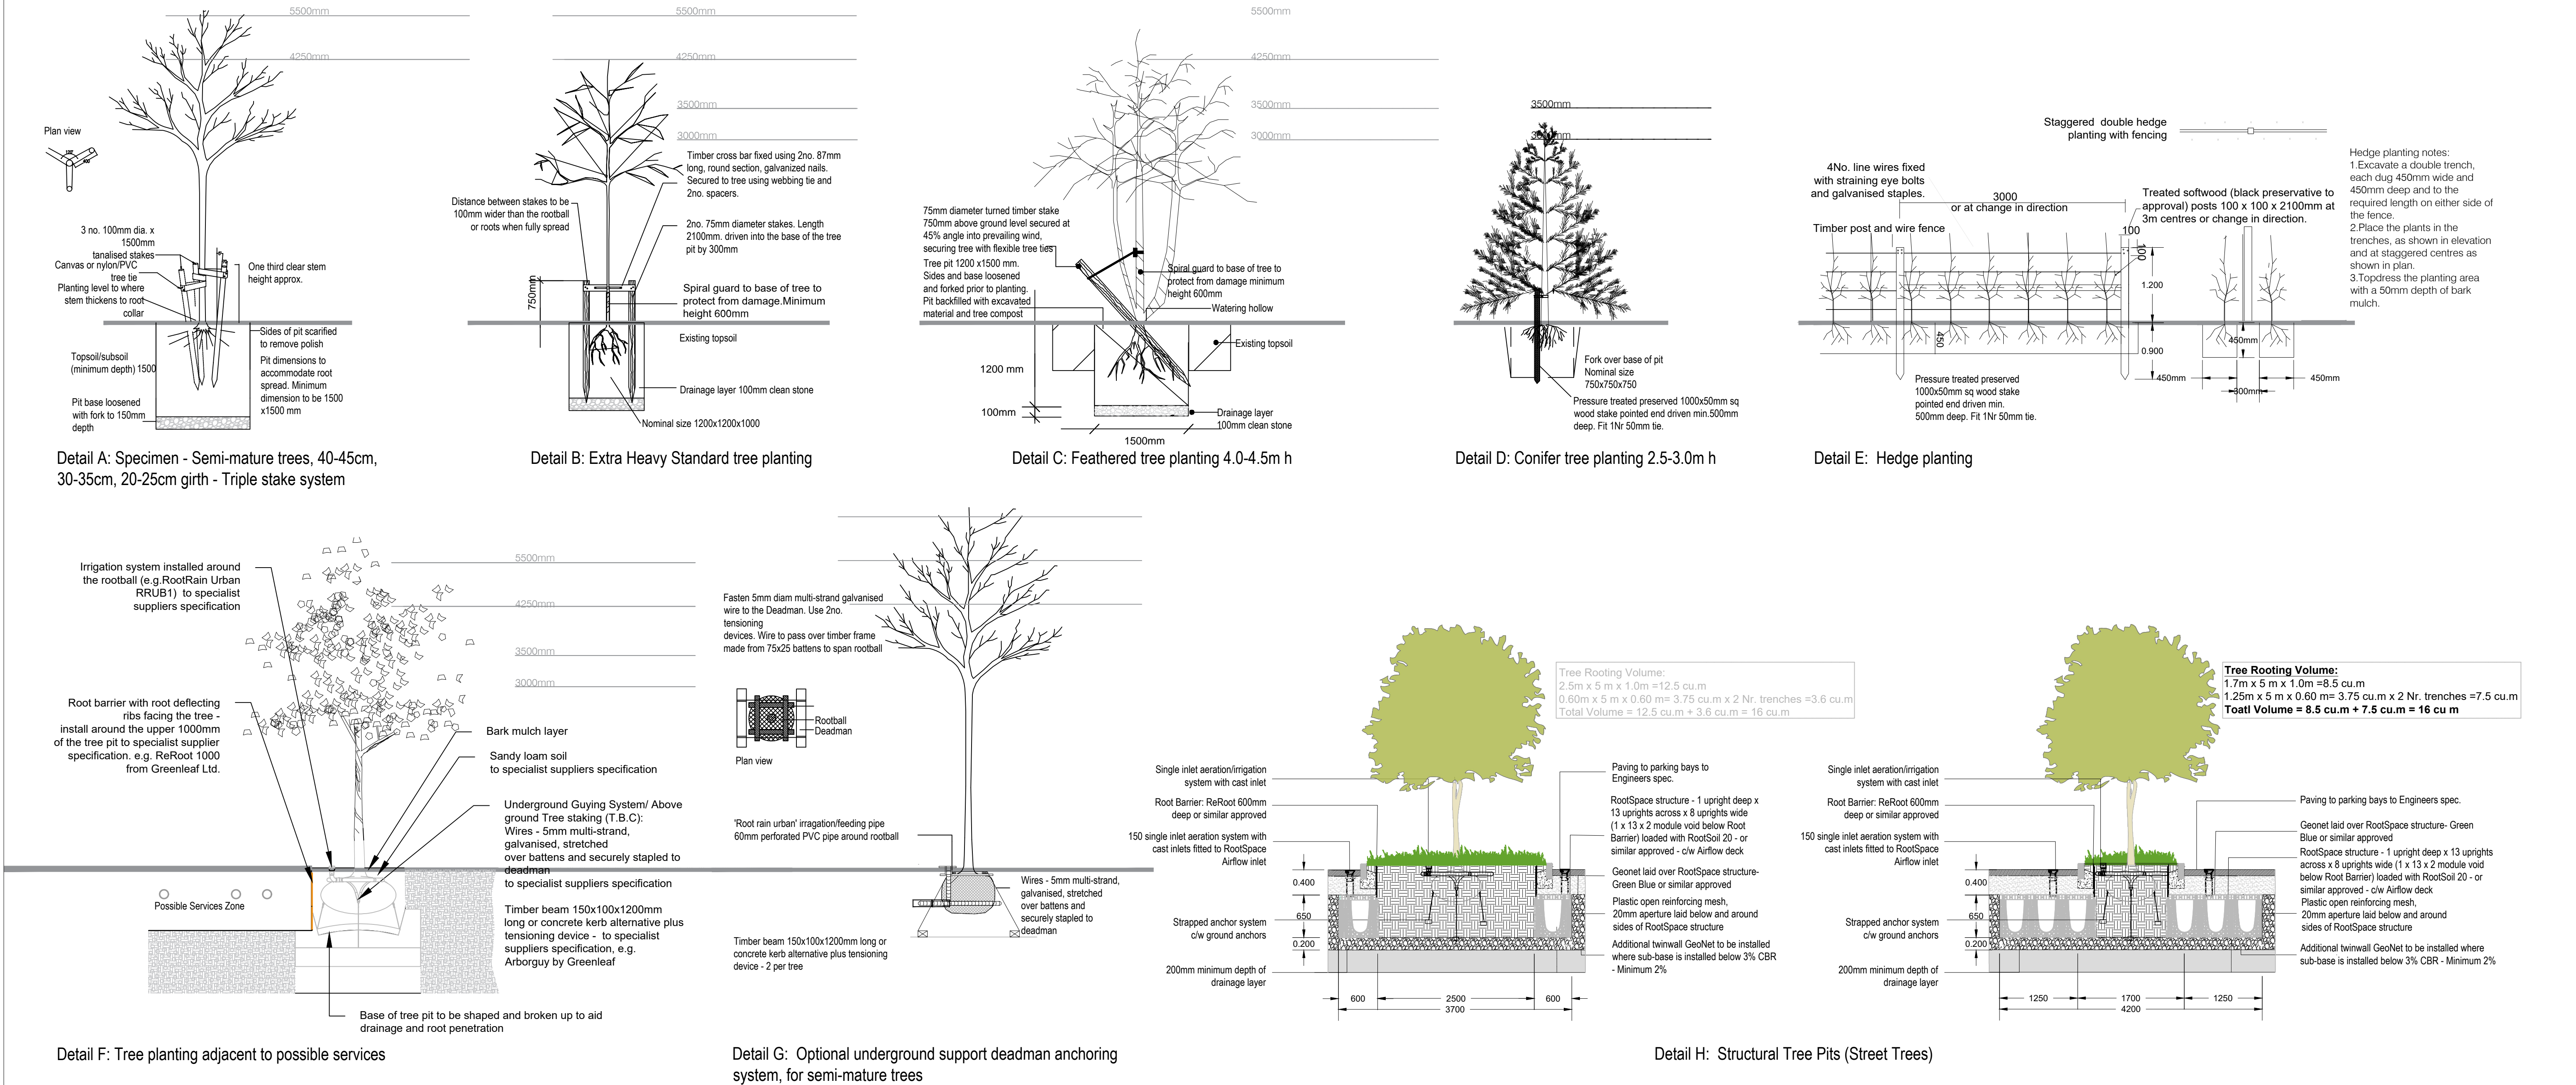 5500mm
4250mm
Plan view
120°
3 no. 100mm dia. x
1500mm
tanalised stakes
Canvas or nylon/PVC
tree tie
Planting level to where
stem thickens to root
collar
One third clear stem
height approx.
Sides of pit scarified
to remove polish
Topsoil/subsoil
(minimum depth) 1500
Pit dimensions to
accommodate root
spread. Minimum
dimension to be 1500
x1500 mm
Pit base loosened
with fork to 150mm
depth
Detail A: Specimen - Semi-mature trees, 40-45cm,
30-35cm, 20-25cm girth - Triple stake system
5500mm
4250mm
3500mm
3000mm
Timber cross bar fixed using 2no. 87mm
long, round section, galvanized nails.
Secured to tree using webbing tie and
2no. spacers.
Distance between stakes to be
100mm wider than the rootball
or roots when fully spread
2no. 75mm diameter stakes. Length
2100mm. driven into the base of the tree
pit by 300mm
750mm
Spiral guard to base of tree to
protect from damage.Minimum
height 600mm
Existing topsoil
Drainage layer 100mm clean stone
Nominal size 1200x1200x1000
Detail B: Extra Heavy Standard tree planting
5500mm
4250mm
3500mm
3000mm
75mm diameter turned timber stake
750mm above ground level secured at
45% angle into prevailing wind,
securing tree with flexible tree ties
Tree pit 1200 x1500 mm.
Sides and base loosened
and forked prior to planting.
Pit backfilled with excavated
material and tree compost
Spiral guard to base of tree to
protect from damage minimum
height 600mm
Watering hollow
Existing topsoil
1200 mm
100mm
Drainage layer
100mm clean stone
1500mm
Detail C: Feathered tree planting 4.0-4.5m h
3500mm
3000mm
Fork over base of pit
Nominal size
750x750x750
Pressure treated preserved 1000x50mm sq
wood stake pointed end driven min.500mm
deep. Fit 1Nr 50mm tie.
Detail D: Conifer tree planting 2.5-3.0m h
Staggered double hedge
planting with fencing
4No. line wires fixed
with straining eye bolts
and galvanised staples.
3000
or at change in direction
Timber post and wire fence
Treated softwood (black preservative to
approval) posts 100 x 100 x 2100mm at
3m centres or change in direction.
100
100
1.200
450
0.900
450mm
450mm
300mm
450mm
Pressure treated preserved
1000x50mm sq wood stake
pointed end driven min.
500mm deep. Fit 1Nr 50mm tie.
Hedge planting notes:
1.Excavate a double trench,
each dug 450mm wide and
450mm deep and to the
required length on either side of
the fence.
2.Place the plants in the
trenches, as shown in elevation
and at staggered centres as
shown in plan.
3.Topdress the planting area
with a 50mm depth of bark
mulch.
Detail E: Hedge planting
5500mm
4250mm
3500mm
3000mm
Irrigation system installed around
the rootball (e.g.RootRain Urban
RRUB1) to specialist
suppliers specification
Root barrier with root deflecting
ribs facing the tree -
install around the upper 1000mm
of the tree pit to specialist supplier
specification. e.g. ReRoot 1000
from Greenleaf Ltd.
Bark mulch layer
Sandy loam soil
to specialist suppliers specification
Underground Guying System/ Above
ground Tree staking (T.B.C):
Wires - 5mm multi-strand,
galvanised, stretched
over battens and securely stapled to
deadman
to specialist suppliers specification
Timber beam 150x100x1200mm
long or concrete kerb alternative plus
tensioning device - to specialist
suppliers specification, e.g.
Arborguy by Greenleaf
Possible Services Zone
Base of tree pit to be shaped and broken up to aid
drainage and root penetration
Detail F: Tree planting adjacent to possible services
Fasten 5mm diam multi-strand galvanised
wire to the Deadman. Use 2no.
tensioning
devices. Wire to pass over timber frame
made from 75x25 battens to span rootball
Rootball
Deadman
Plan view
'Root rain urban' irragation/feeding pipe
60mm perforated PVC pipe around rootball
Wires - 5mm multi-strand,
galvanised, stretched
over battens and
securely stapled to
deadman
Timber beam 150x100x1200mm long or
concrete kerb alternative plus tensioning
device - 2 per tree
Detail G: Optional underground support deadman anchoring
system, for semi-mature trees
Tree Rooting Volume:
2.5m x 5 m x 1.0m =12.5 cu.m
0.60m x 5 m x 0.60 m= 3.75 cu.m x 2 Nr. trenches =3.6 cu.m
Total Volume = 12.5 cu.m + 3.6 cu.m = 16 cu.m
Single inlet aeration/irrigation
system with cast inlet
Root Barrier: ReRoot 600mm
deep or similar approved
150 single inlet aeration system with
cast inlets fitted to RootSpace
Airflow inlet
0.400
650
0.200
Strapped anchor system
c/w ground anchors
200mm minimum depth of
drainage layer
Paving to parking bays to
Engineers spec.
RootSpace structure - 1 upright deep x
13 uprights across x 8 uprights wide
(1 x 13 x 2 module void below Root
Barrier) loaded with RootSoil 20 - or
similar approved - c/w Airflow deck
Geonet laid over RootSpace structure-
Green Blue or similar approved
Plastic open reinforcing mesh,
20mm aperture laid below and around
sides of RootSpace structure
Additional twinwall GeoNet to be installed
where sub-base is installed below 3% CBR
- Minimum 2%
600
2500
600
3700
Tree Rooting Volume:
1.7m x 5 m x 1.0m =8.5 cu.m
1.25m x 5 m x 0.60 m= 3.75 cu.m x 2 Nr. trenches =7.5 cu.m
Toatl Volume = 8.5 cu.m + 7.5 cu.m = 16 cu m
Single inlet aeration/irrigation
system with cast inlet
Root Barrier: ReRoot 600mm
deep or similar approved
150 single inlet aeration system with
cast inlets fitted to RootSpace
Airflow inlet
0.400
650
0.200
Strapped anchor system
c/w ground anchors
200mm minimum depth of
drainage layer
Paving to parking bays to Engineers spec.
Geonet laid over RootSpace structure- Green
Blue or similar approved
RootSpace structure - 1 upright deep x 13 uprights
across x 8 uprights wide (1 x 13 x 2 module void
below Root Barrier) loaded with RootSoil 20 - or
similar approved - c/w Airflow deck
Plastic open reinforcing mesh,
20mm aperture laid below and around
sides of RootSpace structure
Additional twinwall GeoNet to be installed where
sub-base is installed below 3% CBR - Minimum 2%
1250
1700
1250
4200
Detail H: Structural Tree Pits (Street Trees)